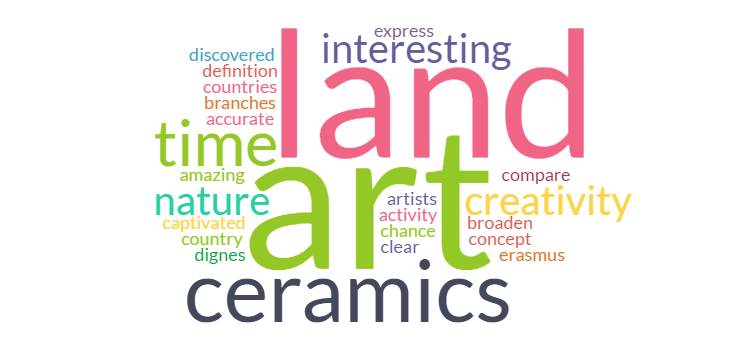 express
interesting
discovered
land
definition
countries
branches
accurate
time
art
amazing
compare
nature
artists
creativity
activity
captivated
broaden
chance
country
concept
clear
dignes
erasmus
ceramics